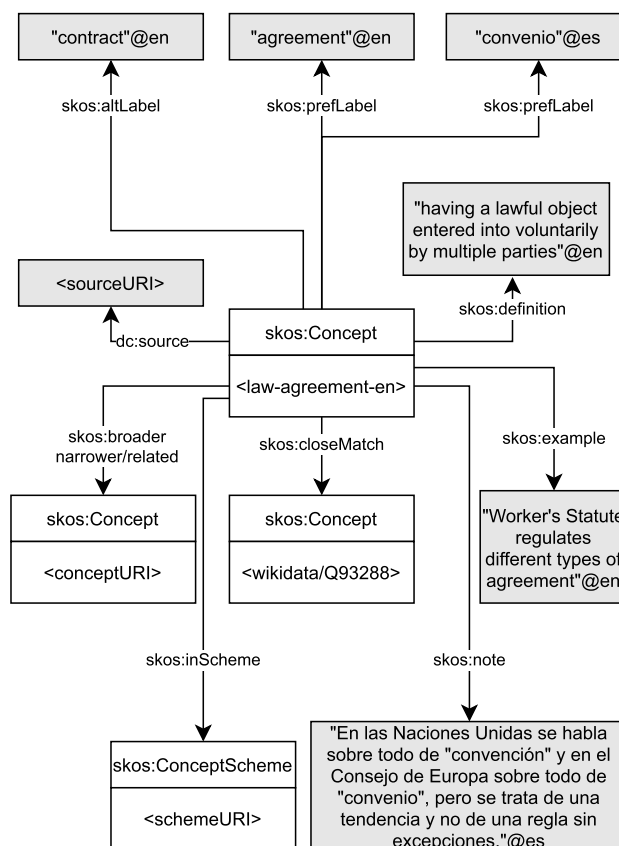 "contract"@en
"agreement"@en
"convenio"@es
skos:altLabel
skos:prefLabel
skos:prefLabel
"having a lawful object
entered into voluntarily
by multiple parties"@en
<sourceURI>
skos:definition
dc:source
skos:Concept
<law-agreement-en>
skos:broader
narrower/related
skos:closeMatch
skos:example
skos:Concept
<conceptURI>
skos:Concept
<wikidata/Q93288>
"Worker's Statute
regulates
different types of
agreement"@en
skos:inScheme
skos:note
skos:ConceptScheme
<schemeURI>
"En las Naciones Unidas se habla
sobre todo de "convención" y en el
Consejo de Europa sobre todo de
"convenio", pero se trata de una
tendencia y no de una regla sin
excepciones."@es